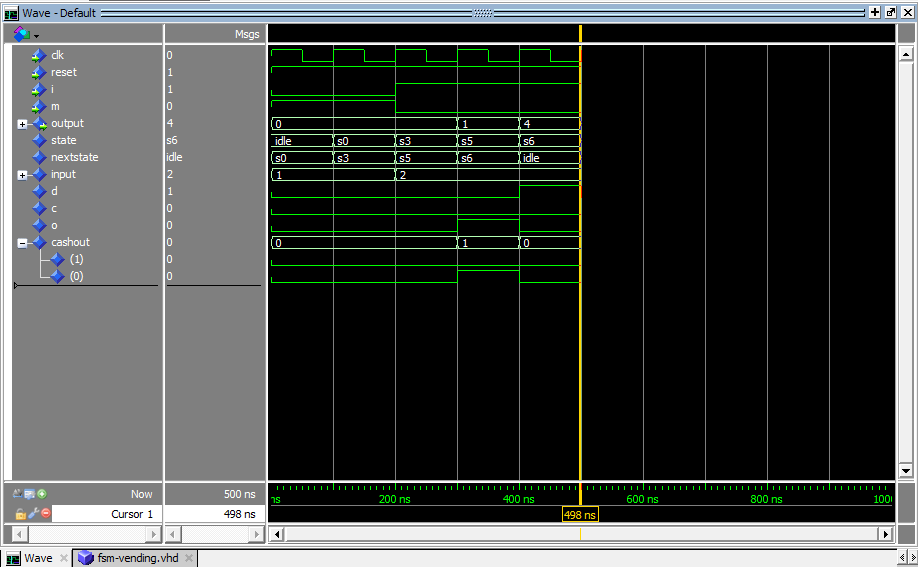 Wave - Default
Msgs
clk 0
reset 1
i 1
m 0
output 4 0 1 4
state s6 idle s0 s3 s5 s6
nextstate idle s0 s3 s5 s6 idle
input 2 1 2
d 1
c 0
o 0
cashout 0 0 1 0
(1) 0
(0) 0
Now 500 ns ns 200 ns 400 ns 600 ns 800 ns 1000
Cursor 1 498 ns 498 ns
Wave fsm-vending.vhd